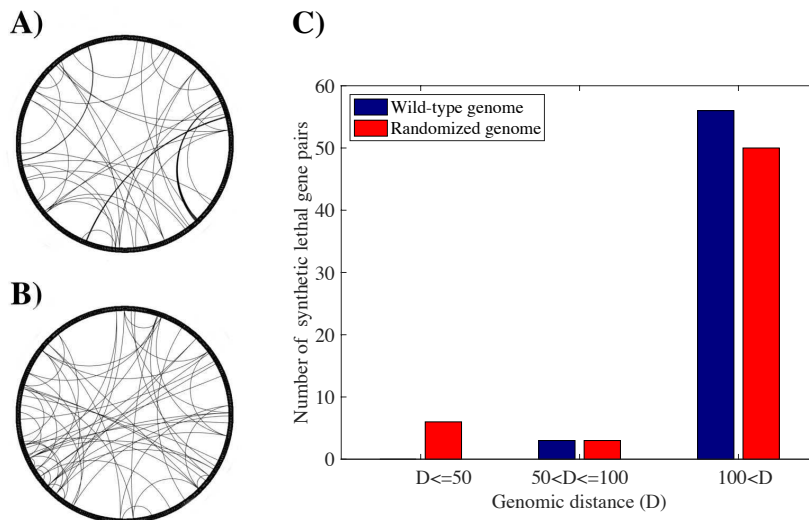 A)
B)
C)
Number of synthetic lethal gene pairs
60
50
40
30
20
10
0
Wild-type genome
Randomized genome
D<=50
50<D<=100
100<D
Genomic distance (D)